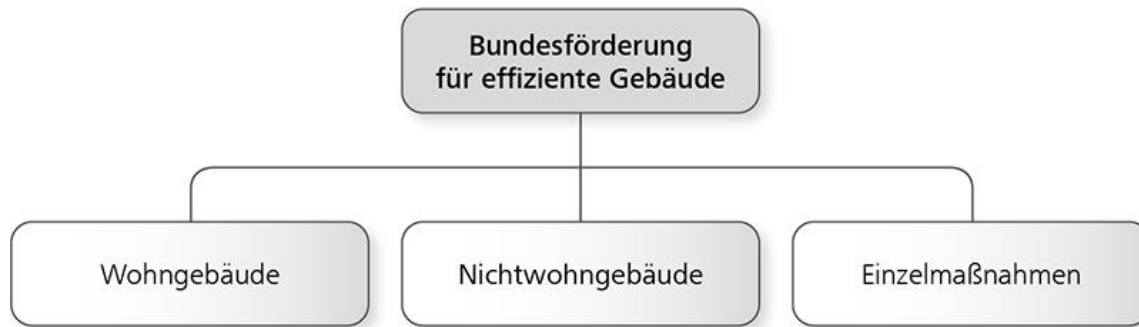 Bundesförderung
für effiziente Gebäude
Wohngebäude
Nichtwohngebäude
Einzelmaßnahmen